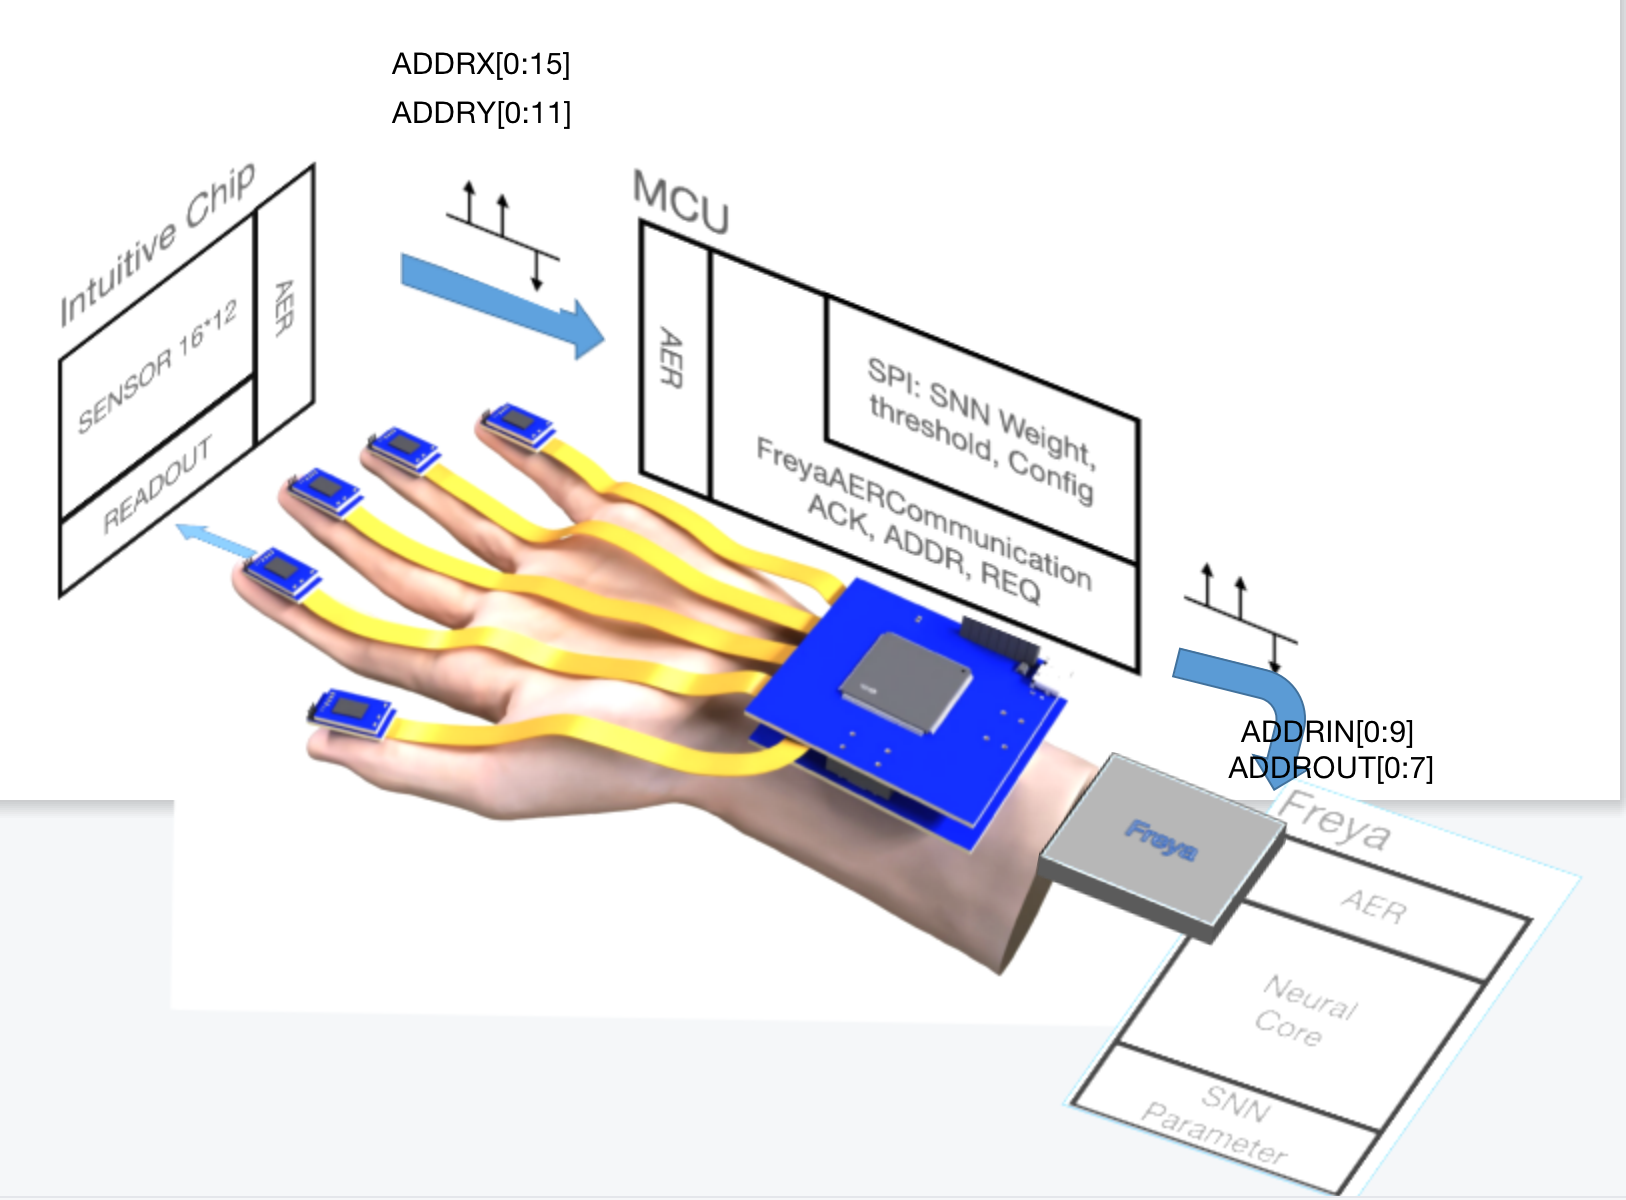 ADDRX[0:15]
ADDRY[0:11]
Intuitive Chip
SENSOR 16*12
AER
READOUT
MCU
AER
SPI: SNN Weight,
threshold, Config
FreyaAERCommunication
ACK, ADDR, REQ
ADDRIN[0:9]
ADDROUT[0:7]
Freya
Freya
AER
Neural
Core
SNN
Parameter